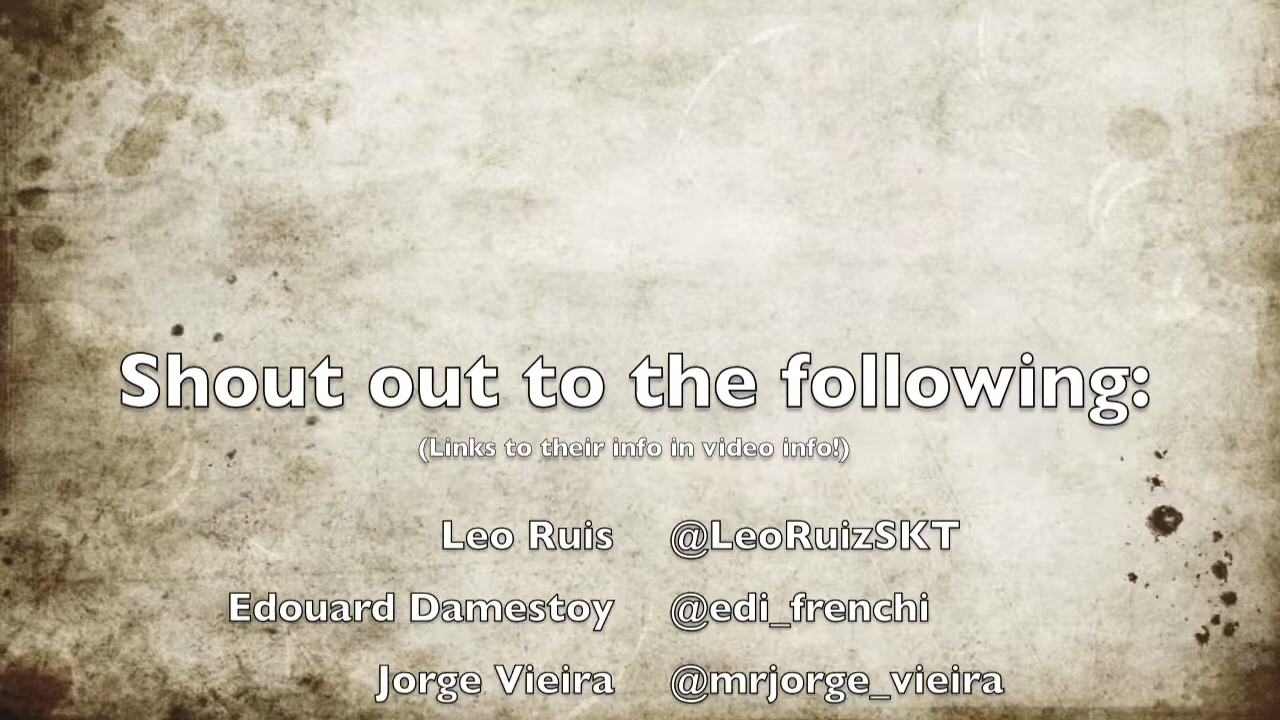 Shout out to the following:
(Links to their info in video info!)
Leo Ruis @LeoRuizSKT
Edouard Damestoy @edi_frenchi
Jorge Vieira @mrjorge_vieira